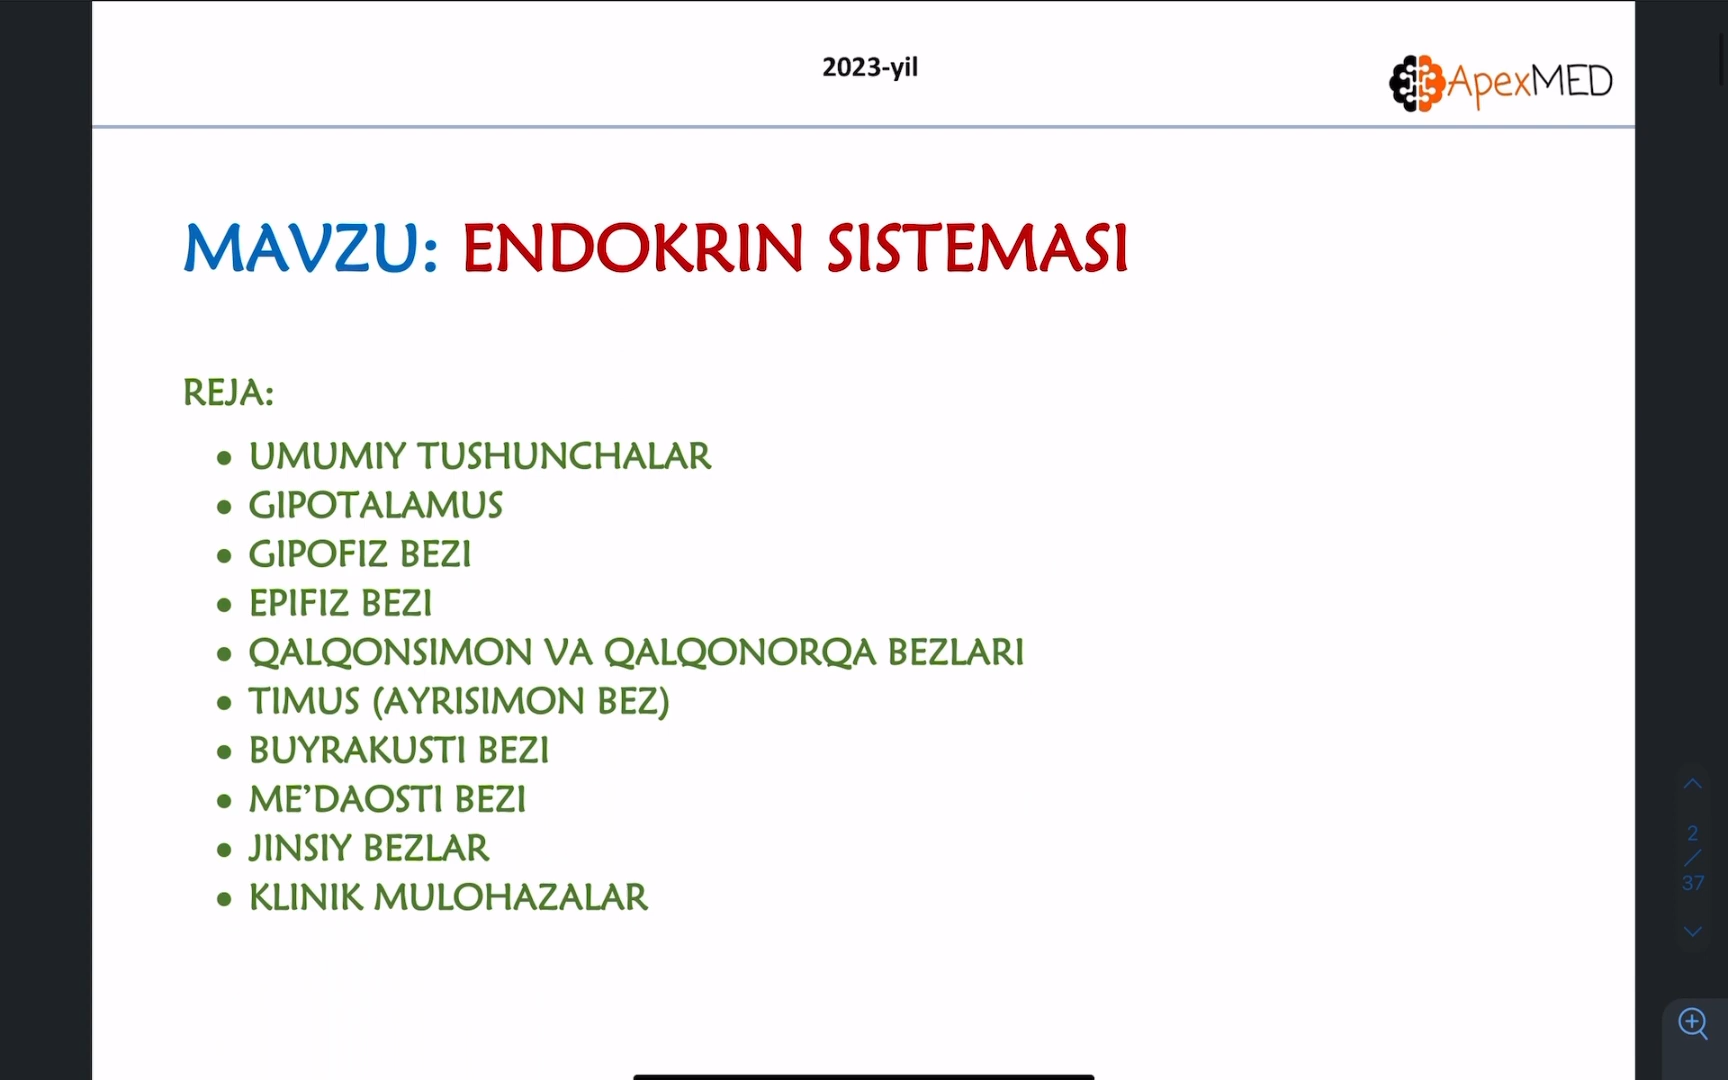 2023-yil
ApexMED
MAVZU: ENDOKRIN SISTEMASI
REJA:
• UMUMIY TUSHUNCHALAR
• GIPOTALAMUS
• GIPOFIZ BEZI
• EPIFIZ BEZI
• QALQONSIMON VA QALQONORQA BEZLARI
• TIMUS (AYRISIMON BEZ)
• BUYRAKUSTI BEZI
• ME’DAOSTI BEZI
• JINSIY BEZLAR
• KLINIK MULOHAZALAR
2
/
37